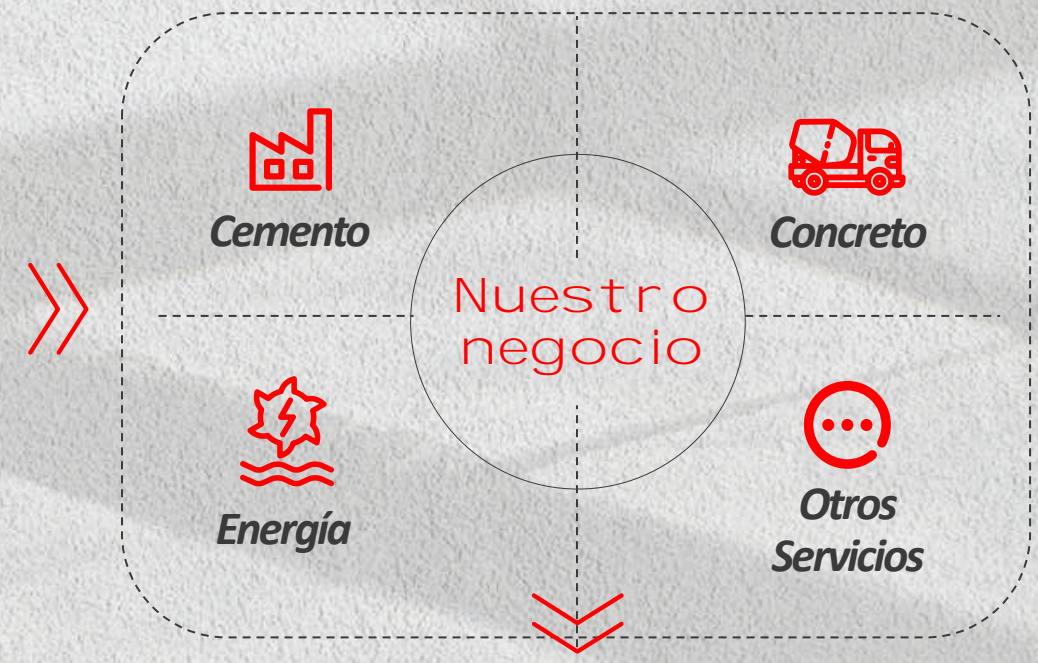 Cemento
Concreto
Nuestro
negocio
Energía
Otros
Servicios